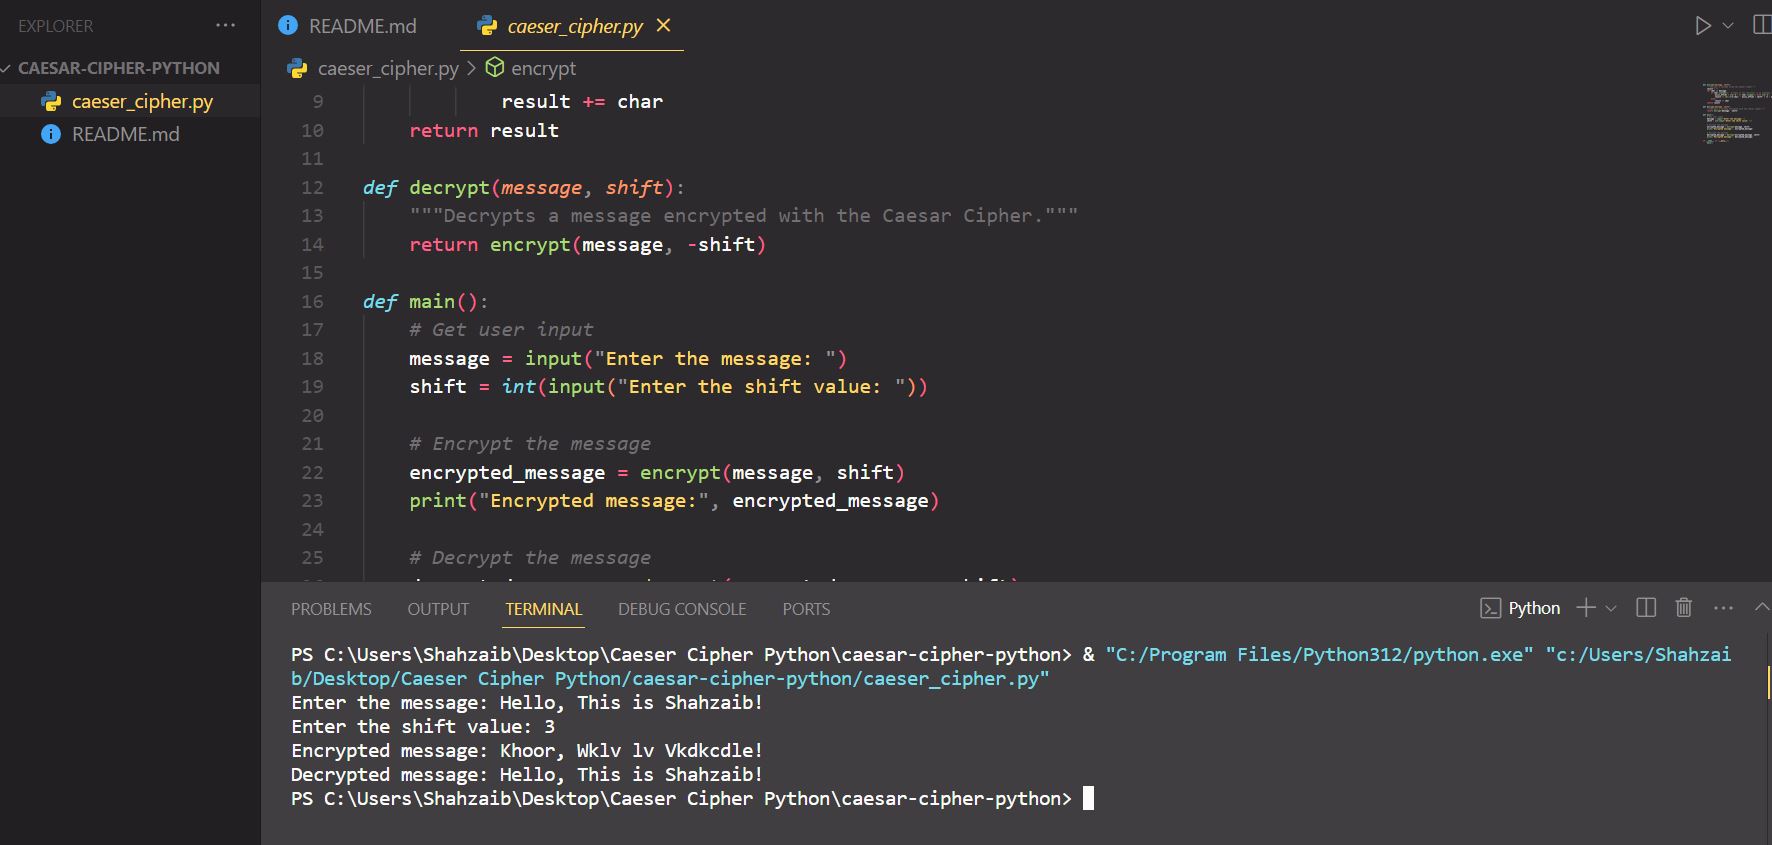 EXPLORER
CAESAR-CIPHER-PYTHON
caeser_cipher.py
README.md
README.md caeser_cipher.py
caeser_cipher.py > encrypt
9 result += char
10 return result
11
12 def decrypt(message, shift):
13 """Decrypts a message encrypted with the Caesar Cipher."""
14 return encrypt(message, -shift)
15
16 def main():
17 # Get user input
18 message = input("Enter the message: ")
19 shift = int(input("Enter the shift value: "))
20
21 # Encrypt the message
22 encrypted_message = encrypt(message, shift)
23 print("Encrypted message:", encrypted_message)
24
25 # Decrypt the message
PROBLEMS OUTPUT TERMINAL DEBUG CONSOLE PORTS Python
PS C:\Users\Shahzaib\Desktop\Caeser Cipher Python\caesar-cipher-python> & "C:/Program Files/Python312/python.exe" "c:/Users/Shahzai
b/Desktop/Caeser Cipher Python/caesar-cipher-python/caeser_cipher.py"
Enter the message: Hello, This is Shahzaib!
Enter the shift value: 3
Encrypted message: Khoor, Wklv lv Vkdkcdle!
Decrypted message: Hello, This is Shahzaib!
PS C:\Users\Shahzaib\Desktop\Caeser Cipher Python\caesar-cipher-python>